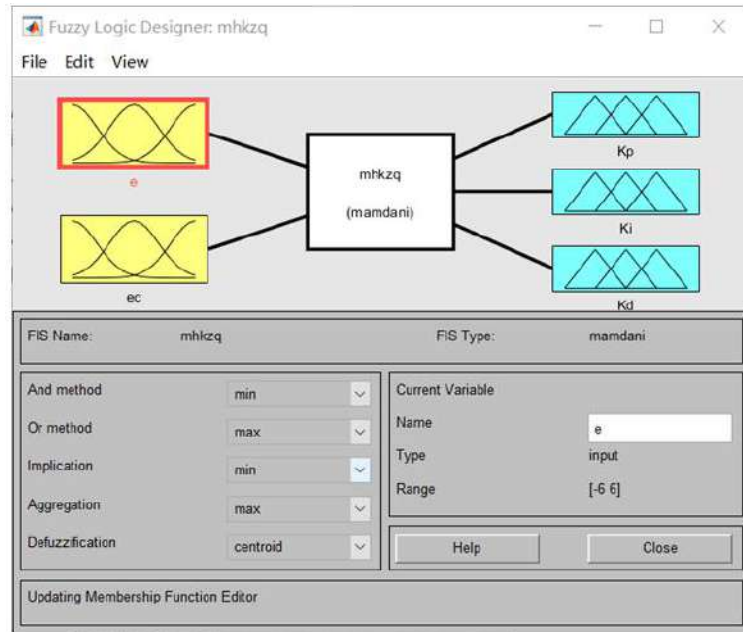 Fuzzy Logic Designer: mhkzq
File Edit View
e
ec
mhkzq
(mamdani)
Kp
Ki
Kd
FIS Name: mhkzq FIS Type: mamdani
And method min
Or method max
Implication min
Aggregation max
Defuzzification centroid
Current Variable
Name e
Type input
Range [-6 6]
Help Close
Updating Membership Function Editor